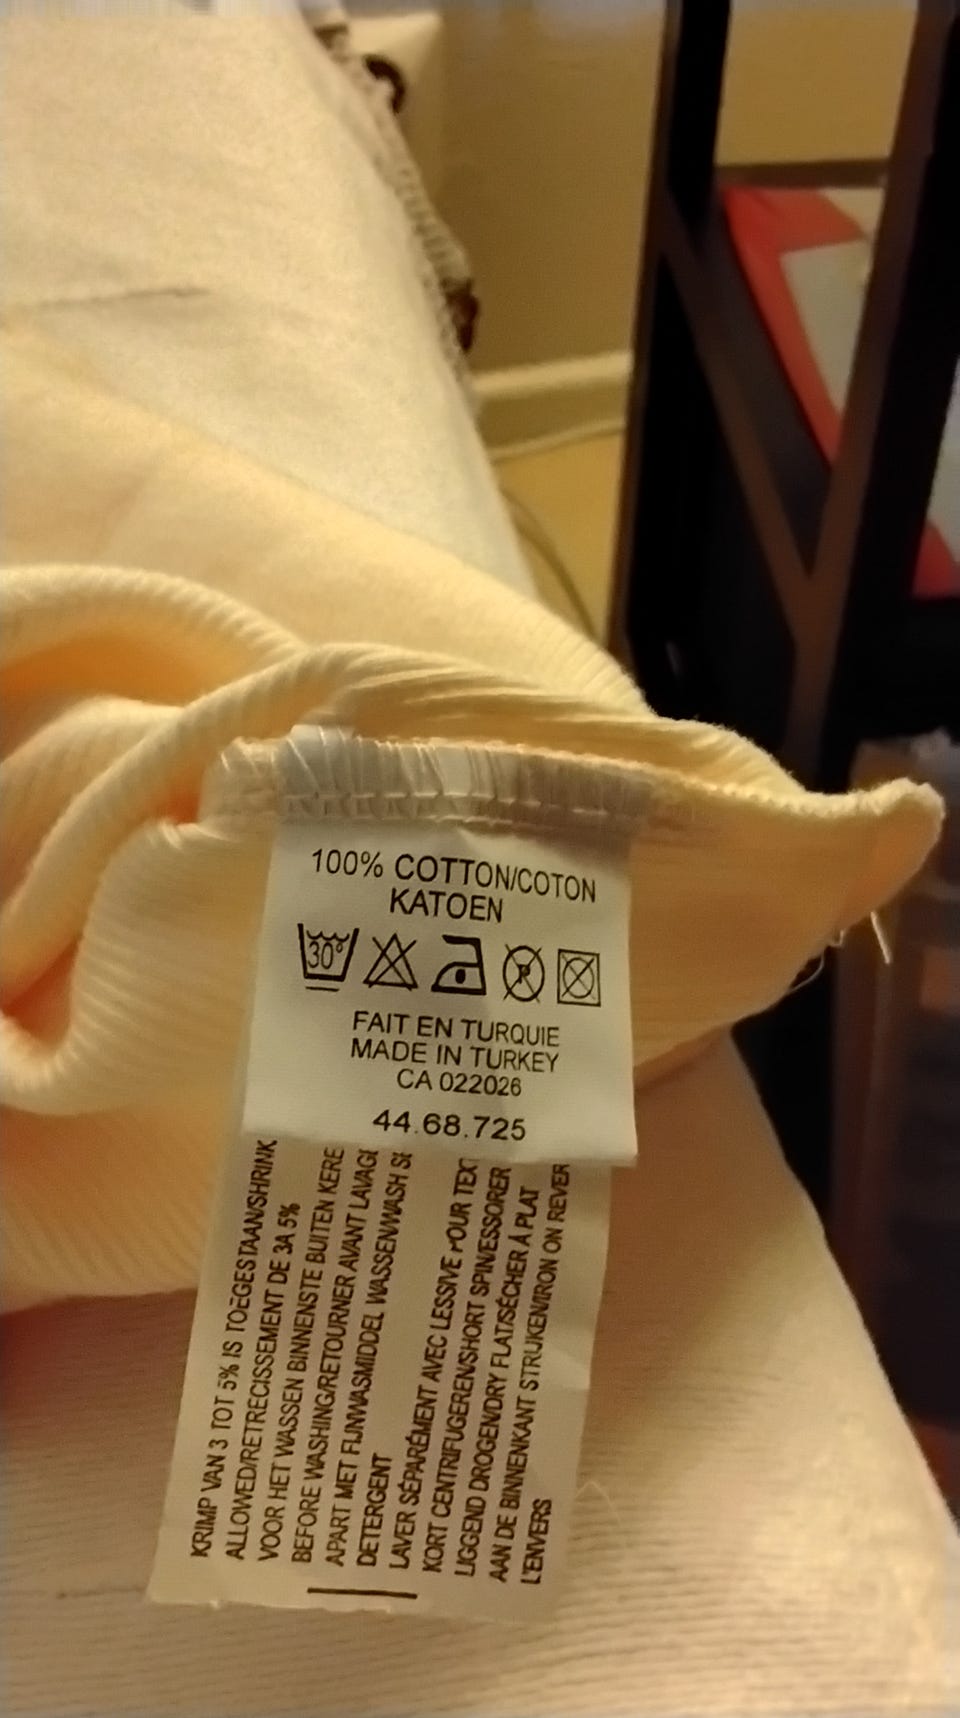 100% COTTON/COTON
KATOEN
30°
FAIT EN TURQUIE
MADE IN TURKEY
CA 022026
44.68.725
KRIMP VAN 3 TOT 5% IS TOEGESTAAN/SHRINK
ALLOWED/RETRECISSEMENT DE 3A 5%
VOOR HET WASSEN BINNENSTE BUITEN KERE
BEFORE WASHING/RETOURNER AVANT LAVAGE
APART MET FIJNWASMIDDEL WASSEN/WASH SE
DETERGENT
LAVER SÉPARÉMENT AVEC LESSIVE POUR TEXT
KORT CENTRIFUGEREN/SHORT SPIN/ESSORER
LIGGEND DROGEN/DRY FLAT/SÉCHER À PLAT
AAN DE BINNENKANT STRIJKEN/IRON ON REVER
L'ENVERS